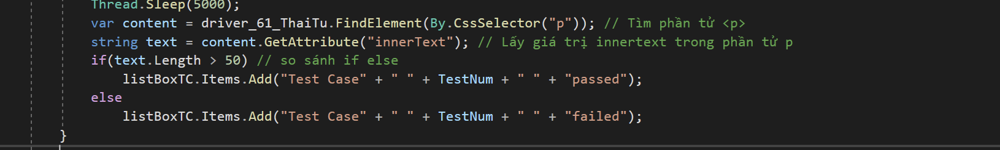 Thread.Sleep(5000);
var content = driver_61_ThaiTu.FindElement(By.CssSelector("p")); // Tìm phần tử <p>
string text = content.GetAttribute("innerText"); // Lấy giá trị innertext trong phần tử p
if(text.Length > 50) // so sánh if else
listBoxTC.Items.Add("Test Case" + " " + TestNum + " " + "passed");
else
listBoxTC.Items.Add("Test Case" + " " + TestNum + " " + "failed");
}